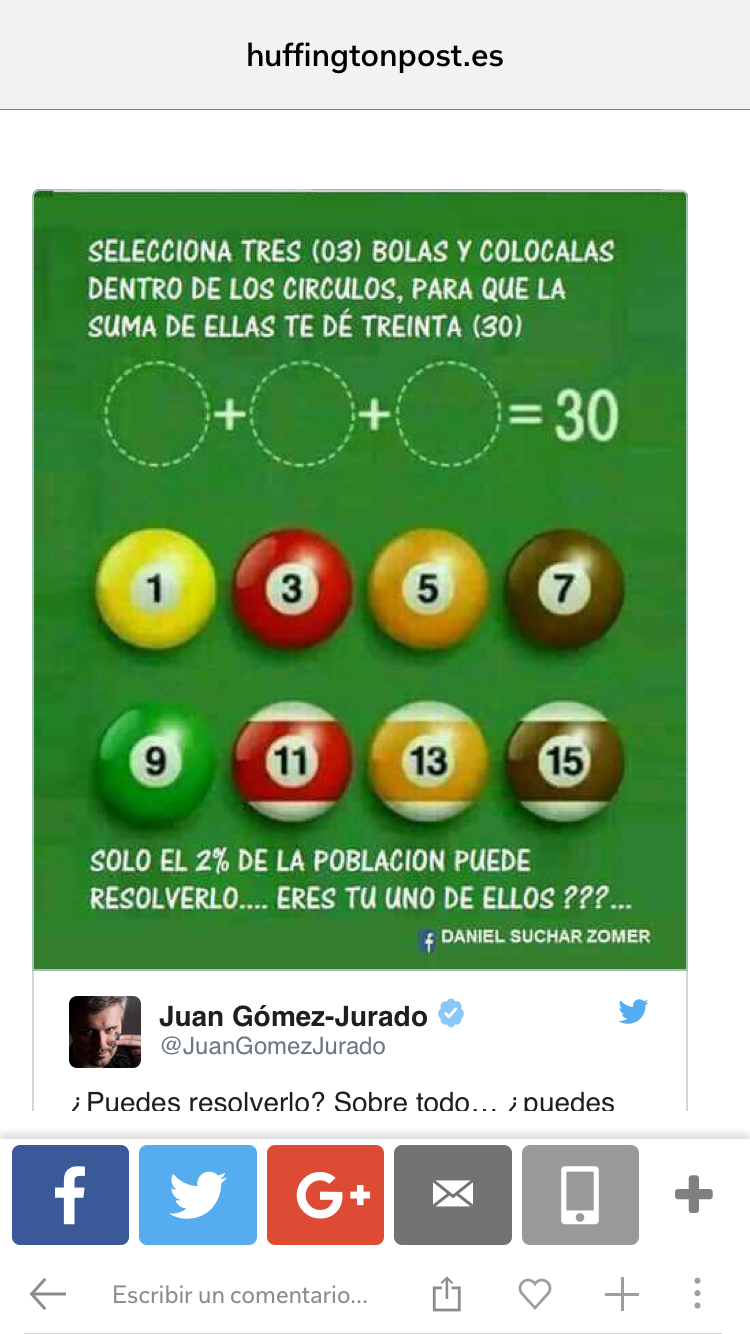 huffingtonpost.es
SELECCIONA TRES (03) BOLAS Y COLOCALAS
DENTRO DE LOS CIRCULOS, PARA QUE LA
SUMA DE ELLAS TE DÉ TREINTA (30)
+ + = 30
1 3 5 7
9 11 13 15
SOLO EL 2% DE LA POBLACION PUEDE
RESOLVERLO.... ERES TU UNO DE ELLOS ???...
f DANIEL SUCHAR ZOMER
Juan Gómez-Jurado
@JuanGomezJurado
¿Puedes resolverlo? Sobre todo... ¿puedes
f G+ +
Escribir un comentario...